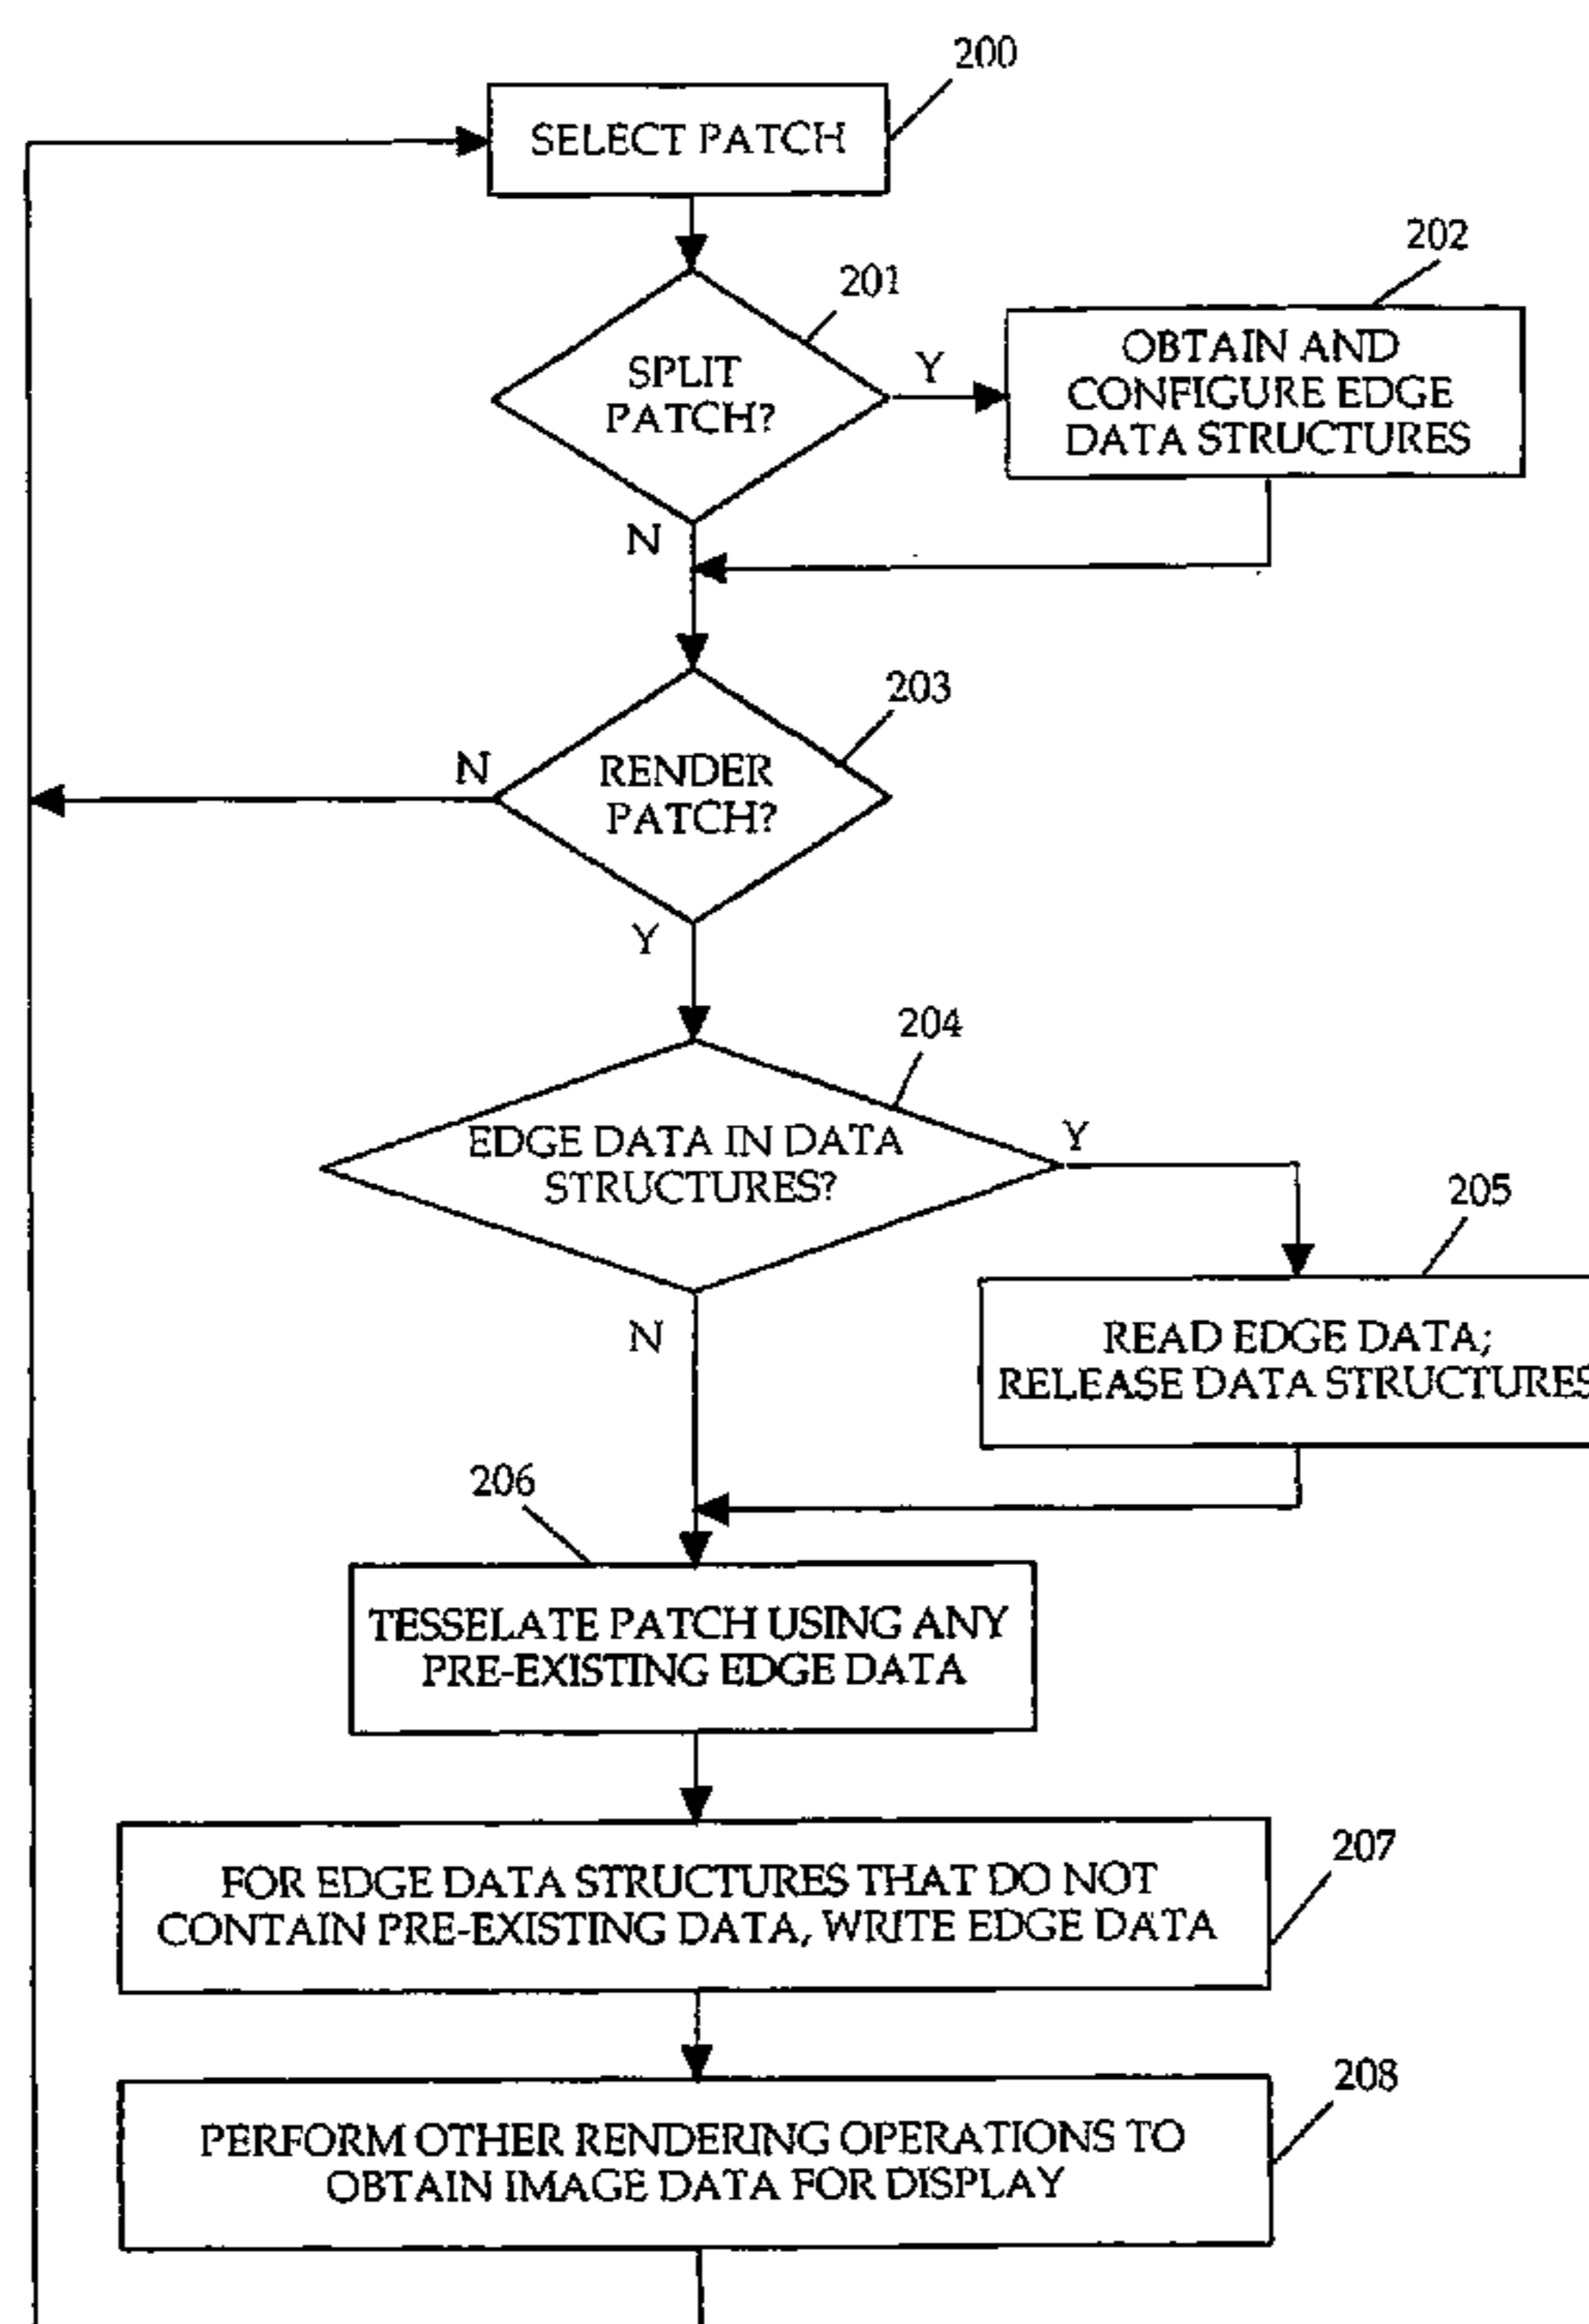 200
SELECT PATCH
201
202
SPLIT
PATCH?
Y
OBTAIN AND
CONFIGURE EDGE
DATA STRUCTURES
N
203
N
RENDER
PATCH?
Y
204
EDGE DATA IN DATA
STRUCTURES?
Y
205
N
READ EDGE DATA;
RELEASE DATA STRUCTURES
206
TESSELATE PATCH USING ANY
PRE-EXISTING EDGE DATA
207
FOR EDGE DATA STRUCTURES THAT DO NOT
CONTAIN PRE-EXISTING DATA, WRITE EDGE DATA
208
PERFORM OTHER RENDERING OPERATIONS TO
OBTAIN IMAGE DATA FOR DISPLAY